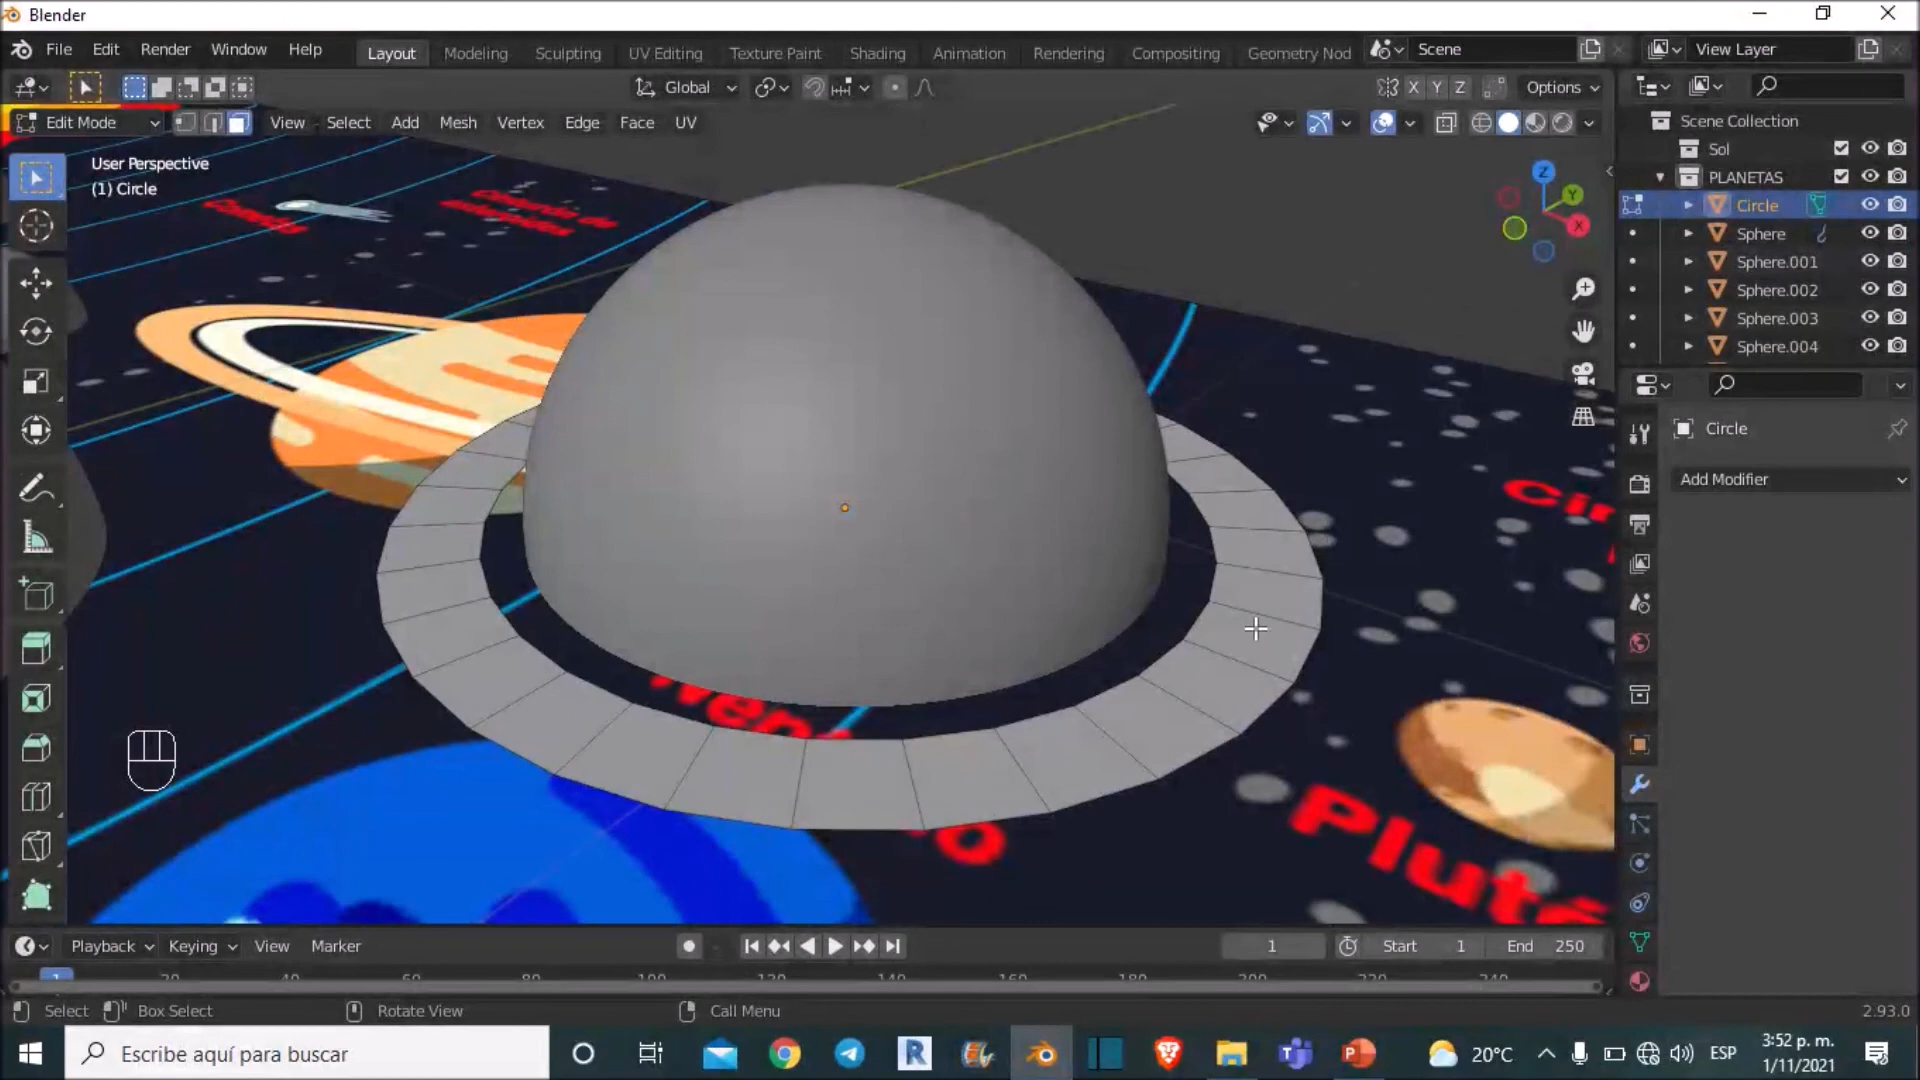 Blender
File Edit Render Window Help Layout Modeling Sculpting UV Editing Texture Paint Shading Animation Rendering Compositing Geometry Nod Scene View Layer
Global X Y Z Options
Edit Mode View Select Add Mesh Vertex Edge Face UV
Scene Collection
Sol
PLANETAS
Circle
Sphere
Sphere.001
Sphere.002
Sphere.003
Sphere.004
User Perspective
(1) Circle
Z
Y
X
Cometa
Circle
Add Modifier
Plutó
Playback Keying View Marker 1 Start 1 End 250
Select Box Select Rotate View Call Menu 2.93.0
Escribe aquí para buscar
20°C ESP 3:52 p. m.
1/11/2021